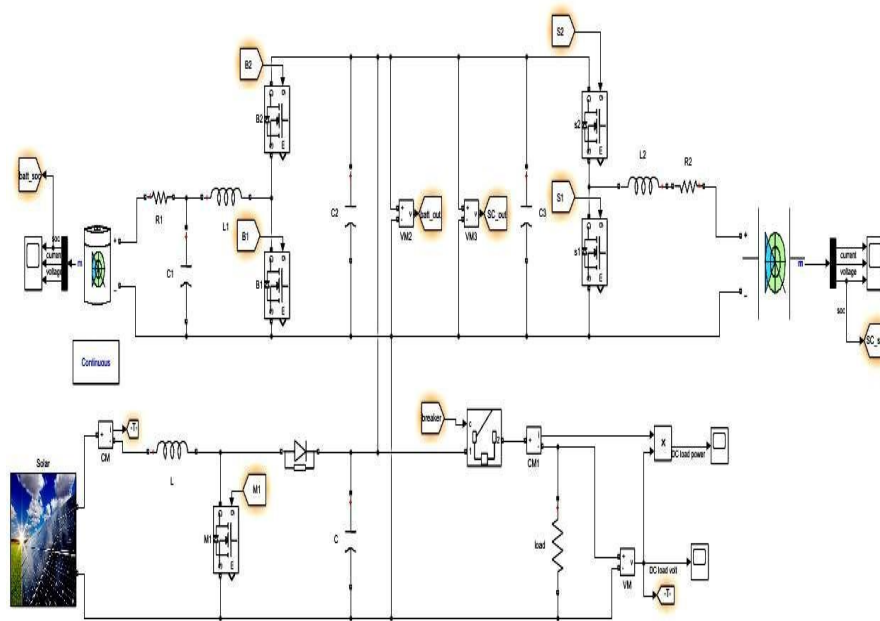 S2
B2
B2
s2
L2
R2
batt_soc
R1
L1
S1
C2
batt_out
SC_out
C3
VM2
VM3
B1
soc
current
voltage
m
C1
B1
s1
m
current
voltage
soc
Continuous
breaker
-T-
CM
CM1
DC load power
Solar
L
M1
M1
C
load
VM
DC load volt
-T-